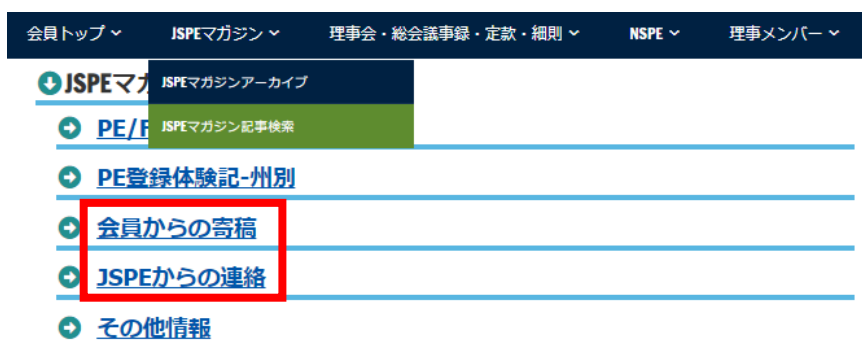 会員トップ JSPEマガジン 理事会・総会議事録・定款・細則 NSPE 理事メンバー
JSPEマガ
JSPEマガジンアーカイブ
PE/F
JSPEマガジン記事検索
PE登録体験記-州別
会員からの寄稿
JSPEからの連絡
その他情報